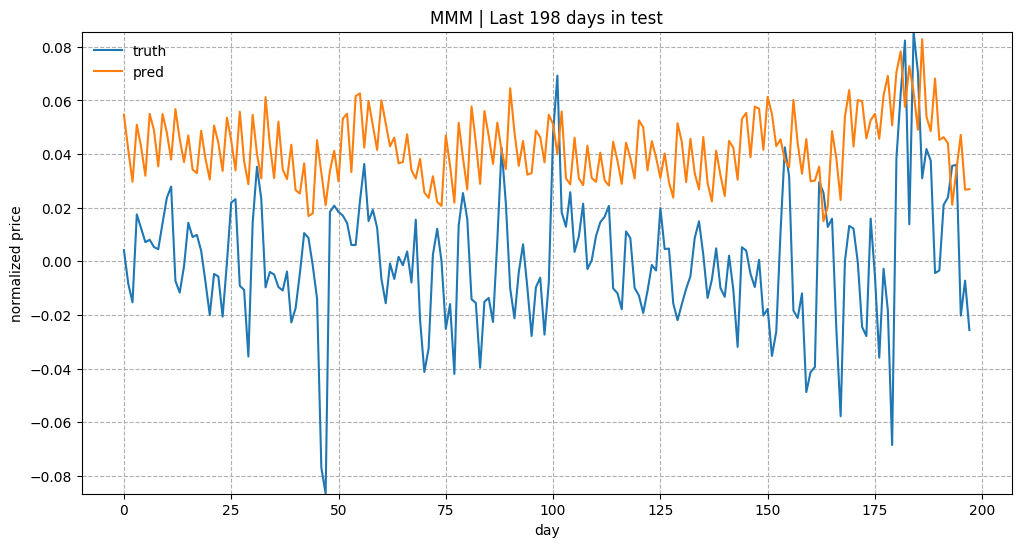 MMM | Last 198 days in test
truth
pred
normalized price
0.08
0.06
0.04
0.02
0.00
−0.02
−0.04
−0.06
−0.08
0 25 50 75 100 125 150 175 200
day